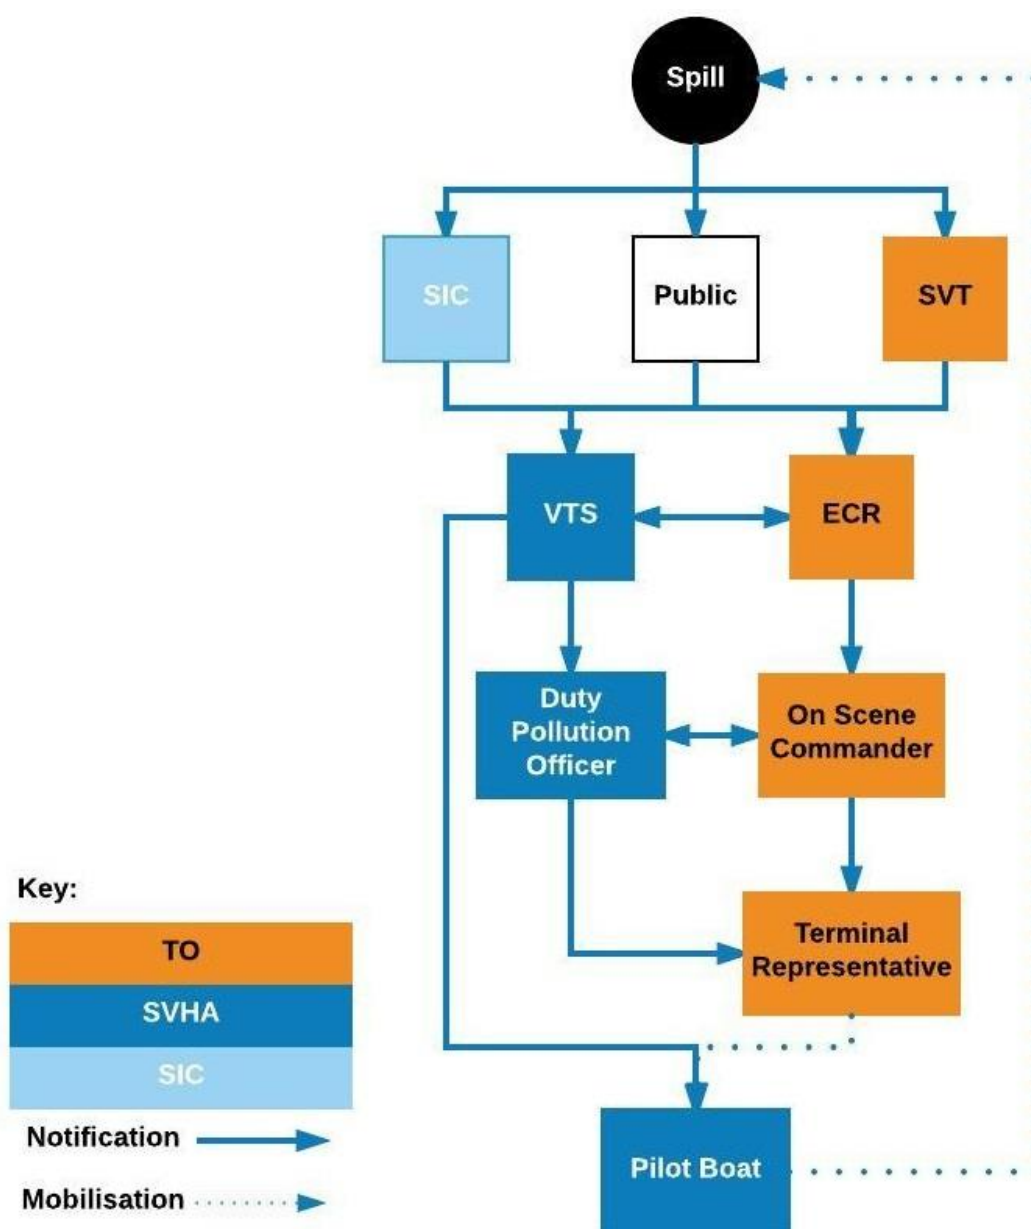 Spill
SIC
Public
SVT
VTS
ECR
Duty
Pollution
Officer
On Scene
Commander
Terminal
Representative
Pilot Boat
Key:
TO
SVHA
SIC
Notification
Mobilisation